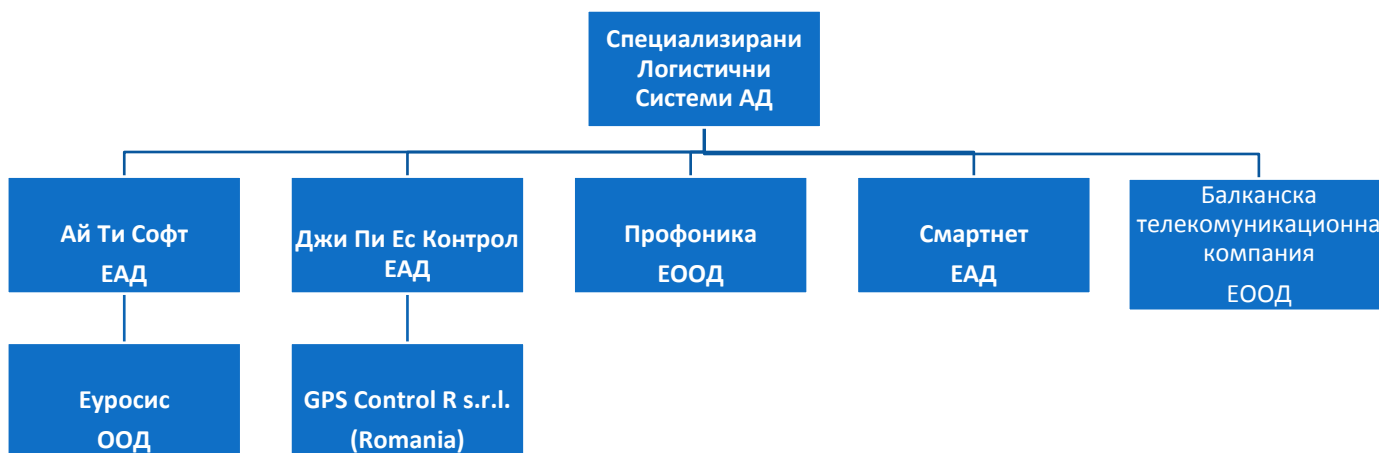 Специализирани
Логистични
Системи АД
Ай Ти Софт
ЕАД
Джи Пи Ес Контрол
ЕАД
Профоника
ЕООД
Смартнет
ЕАД
Балканска
телекомуникационна
компания
ЕООД
Еуросис
ООД
GPS Control R s.r.l.
(Romania)